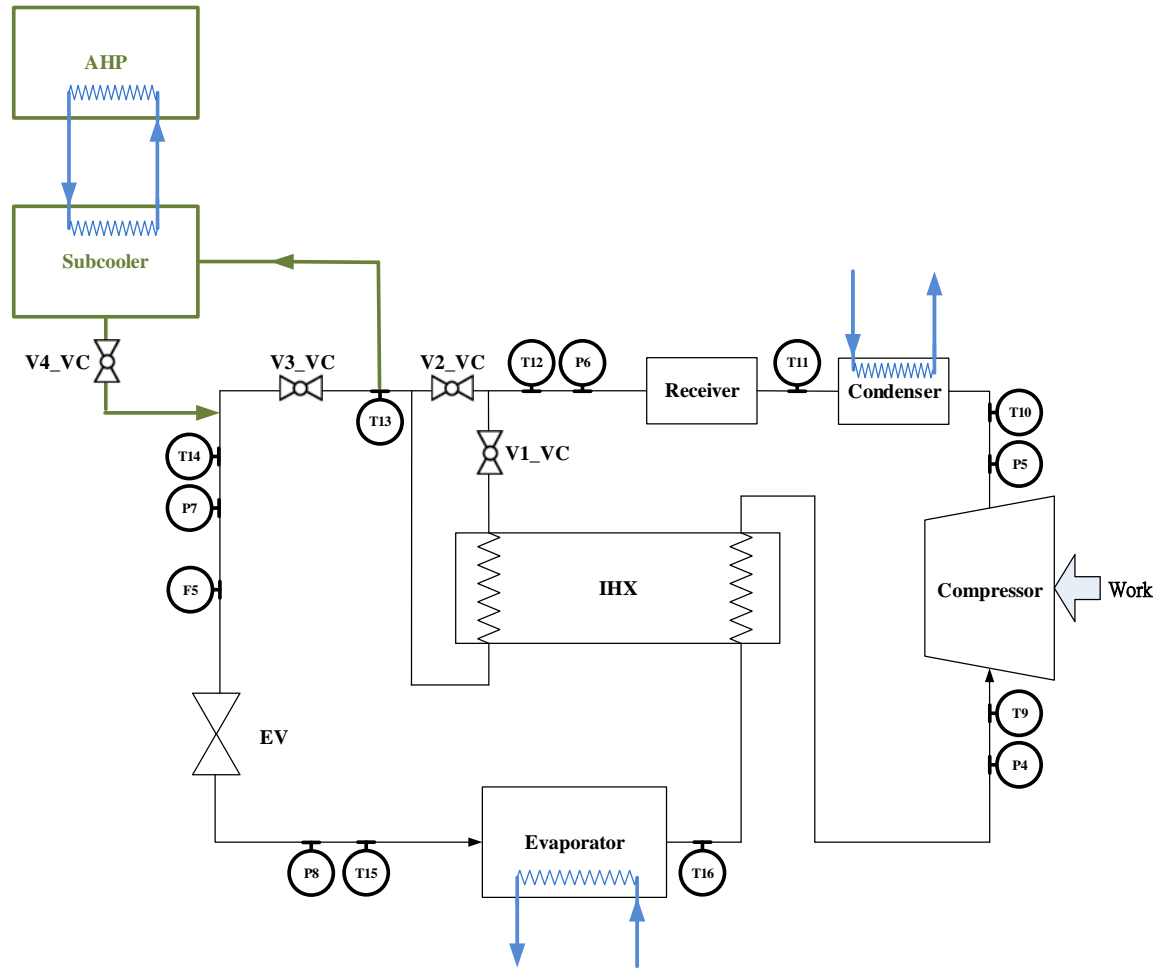 AHP
Subcooler
V4_VC
V3_VC
V2_VC
T12
P6
T11
Receiver
Condenser
T10
T13
T14
V1_VC
P5
P7
F5
IHX
Compressor
Work
EV
T9
P4
Evaporator
P8
T15
T16